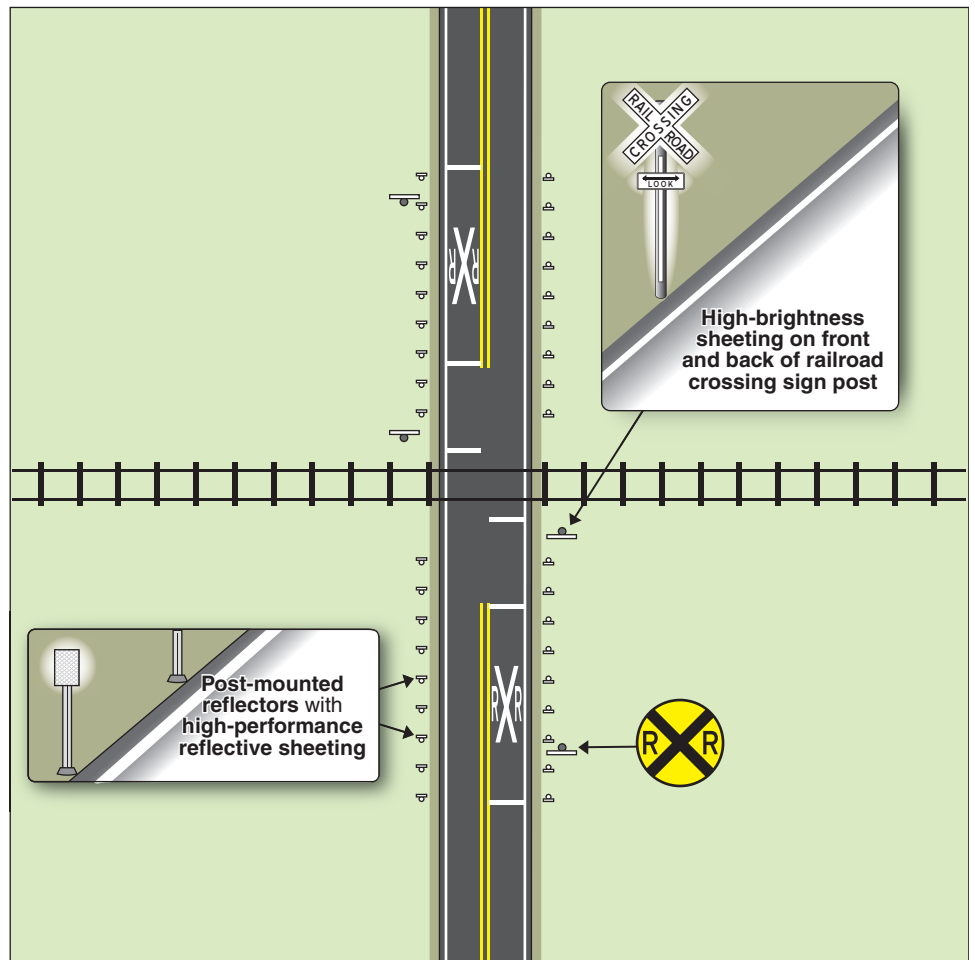 RAIL ROAD
CROSSING
LOOK
High-brightness
sheeting on front
and back of railroad
crossing sign post
R R
Post-mounted
reflectors with
high-performance
reflective sheeting
R R
R R